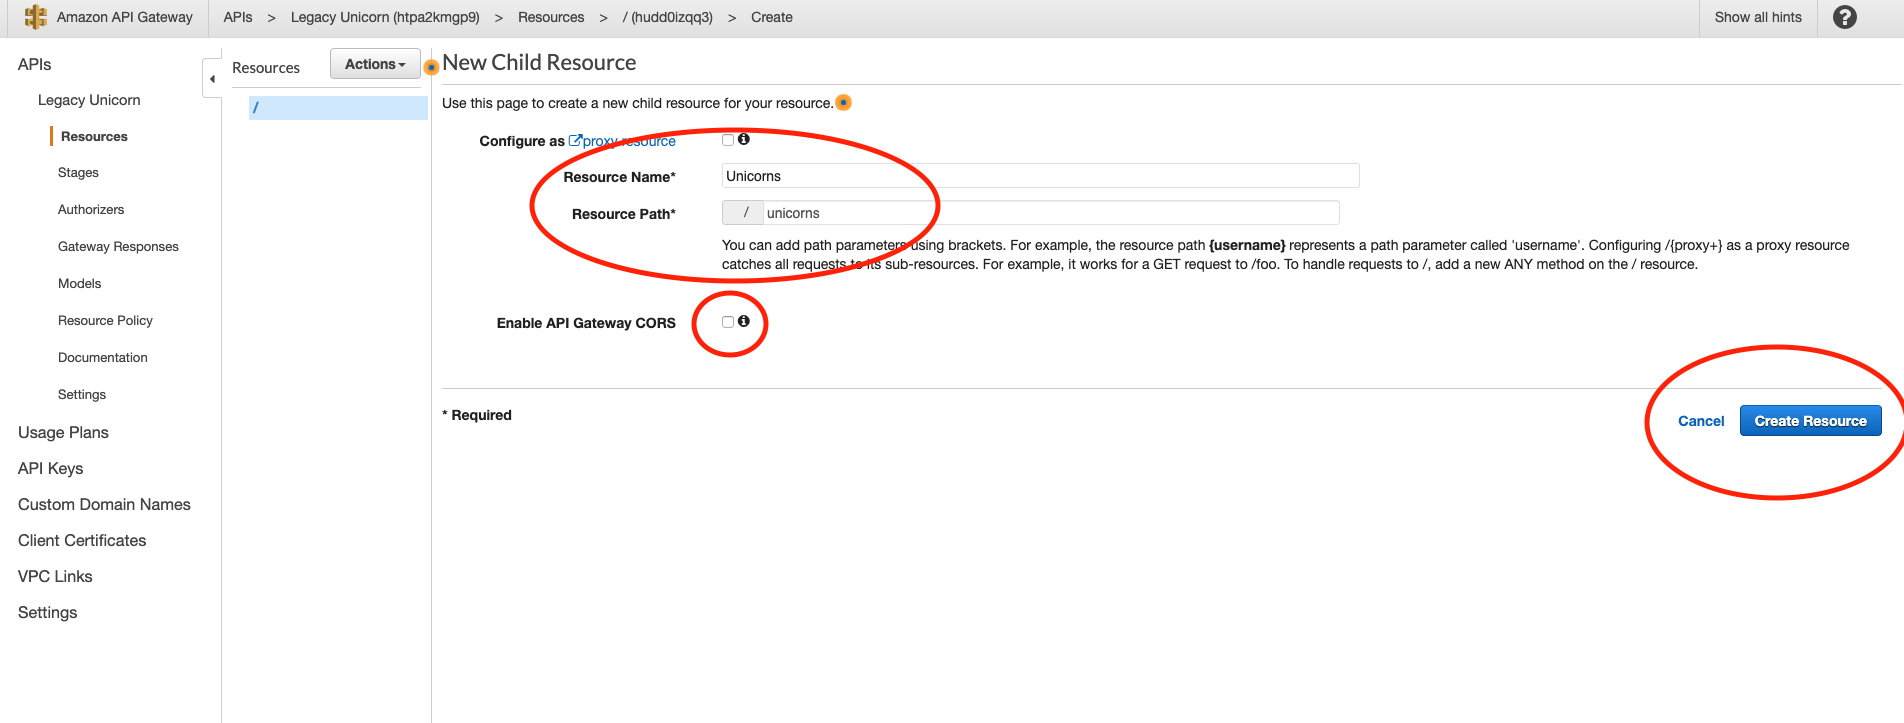 Amazon API Gateway
APIs > Legacy Unicorn (htpa2kmgp9) > Resources > / (hudd0izqq3) > Create
Show all hints
?
APIs
Legacy Unicorn
Resources
Stages
Authorizers
Gateway Responses
Models
Resource Policy
Documentation
Settings
Usage Plans
API Keys
Custom Domain Names
Client Certificates
VPC Links
Settings
Resources
Actions
/
New Child Resource
Use this page to create a new child resource for your resource.
Configure as proxy resource
Resource Name* Unicorns
Resource Path* / unicorns
You can add path parameters using brackets. For example, the resource path {username} represents a path parameter called 'username'. Configuring /{proxy+} as a proxy resource
catches all requests to its sub-resources. For example, it works for a GET request to /foo. To handle requests to /, add a new ANY method on the / resource.
Enable API Gateway CORS
* Required
Cancel
Create Resource